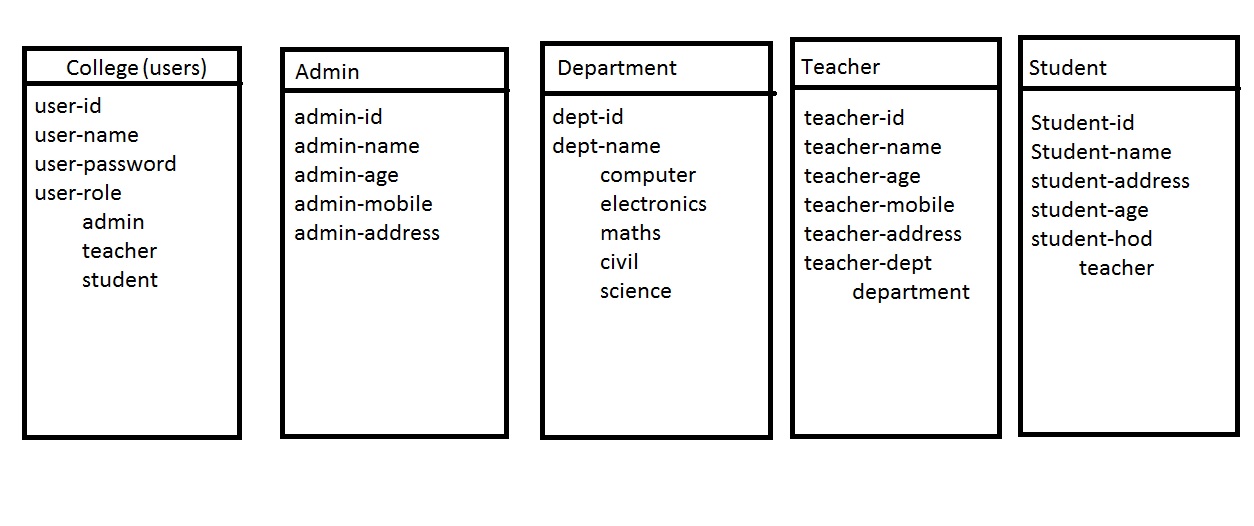 College (users)
user-id
user-name
user-password
user-role
admin
teacher
student
Admin
admin-id
admin-name
admin-age
admin-mobile
admin-address
Department
dept-id
dept-name
computer
electronics
maths
civil
science
Teacher
teacher-id
teacher-name
teacher-age
teacher-mobile
teacher-address
teacher-dept
department
Student
Student-id
Student-name
student-address
student-age
student-hod
teacher